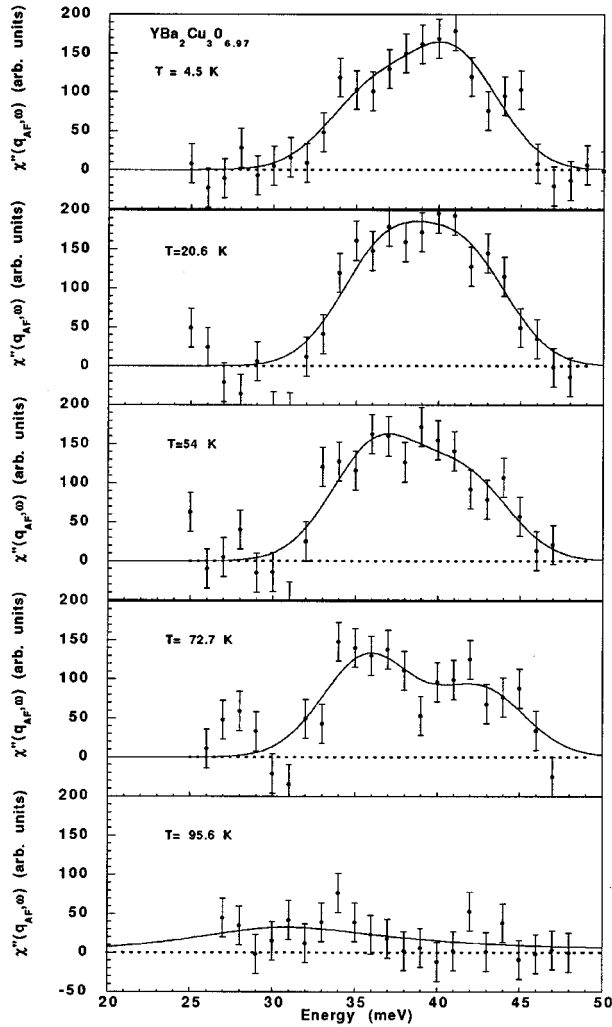 YBa2Cu3O6.97
T = 4.5 K
200
150
100
50
0
χ"(qAF,ω) (arb. units)
T=20.6 K
200
150
100
50
0
χ"(qAF,ω) (arb. units)
T=54 K
200
150
100
50
0
χ"(qAF,ω) (arb. units)
T= 72.7 K
200
150
100
50
0
χ"(qAF,ω) (arb. units)
T= 95.6 K
200
150
100
50
0
-50
χ"(qAF,ω) (arb. units)
20 25 30 35 40 45 50
Energy (meV)